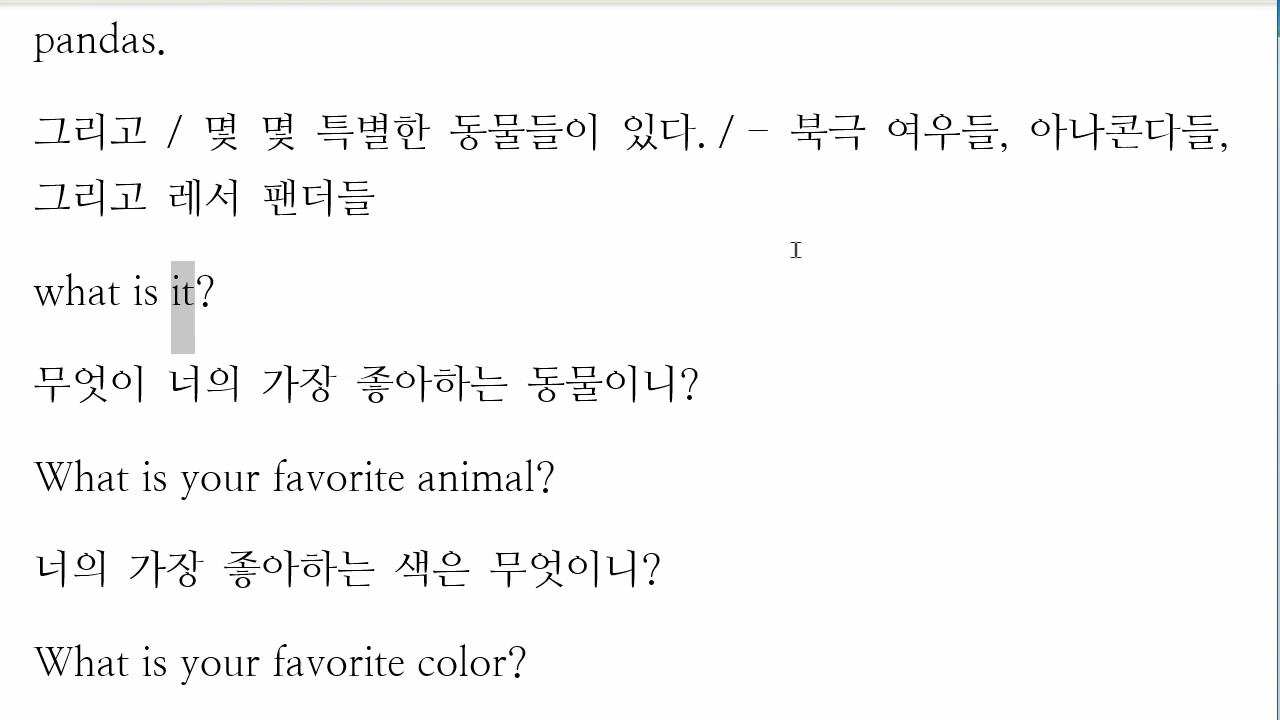 pandas.
그리고 / 몇 몇 특별한 동물들이 있다. / – 북극 여우들, 아나콘다들,
그리고 레서 팬더들
what is it?
무엇이 너의 가장 좋아하는 동물이니?
What is your favorite animal?
너의 가장 좋아하는 색은 무엇이니?
What is your favorite color?